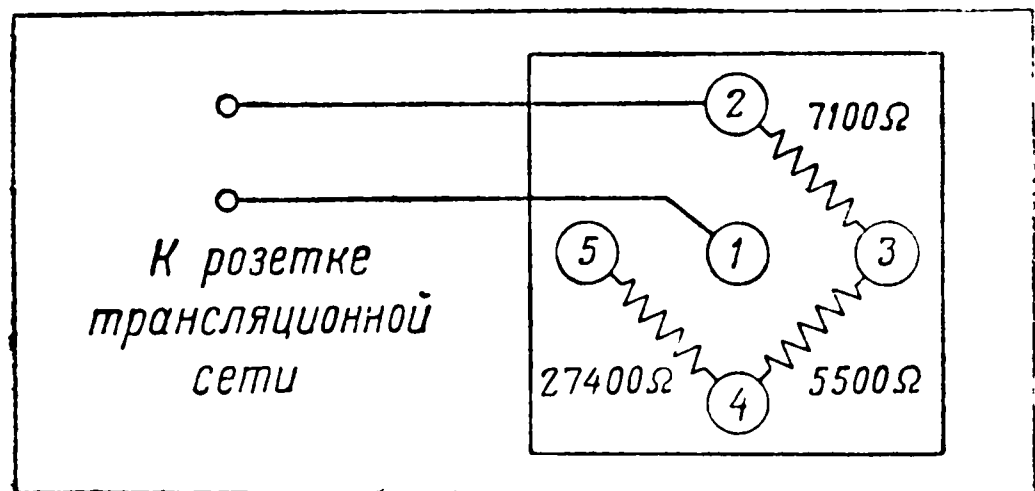 2
7100Ω
5
1
3
К розетке
трансляционной
сети
27400Ω
4
5500Ω